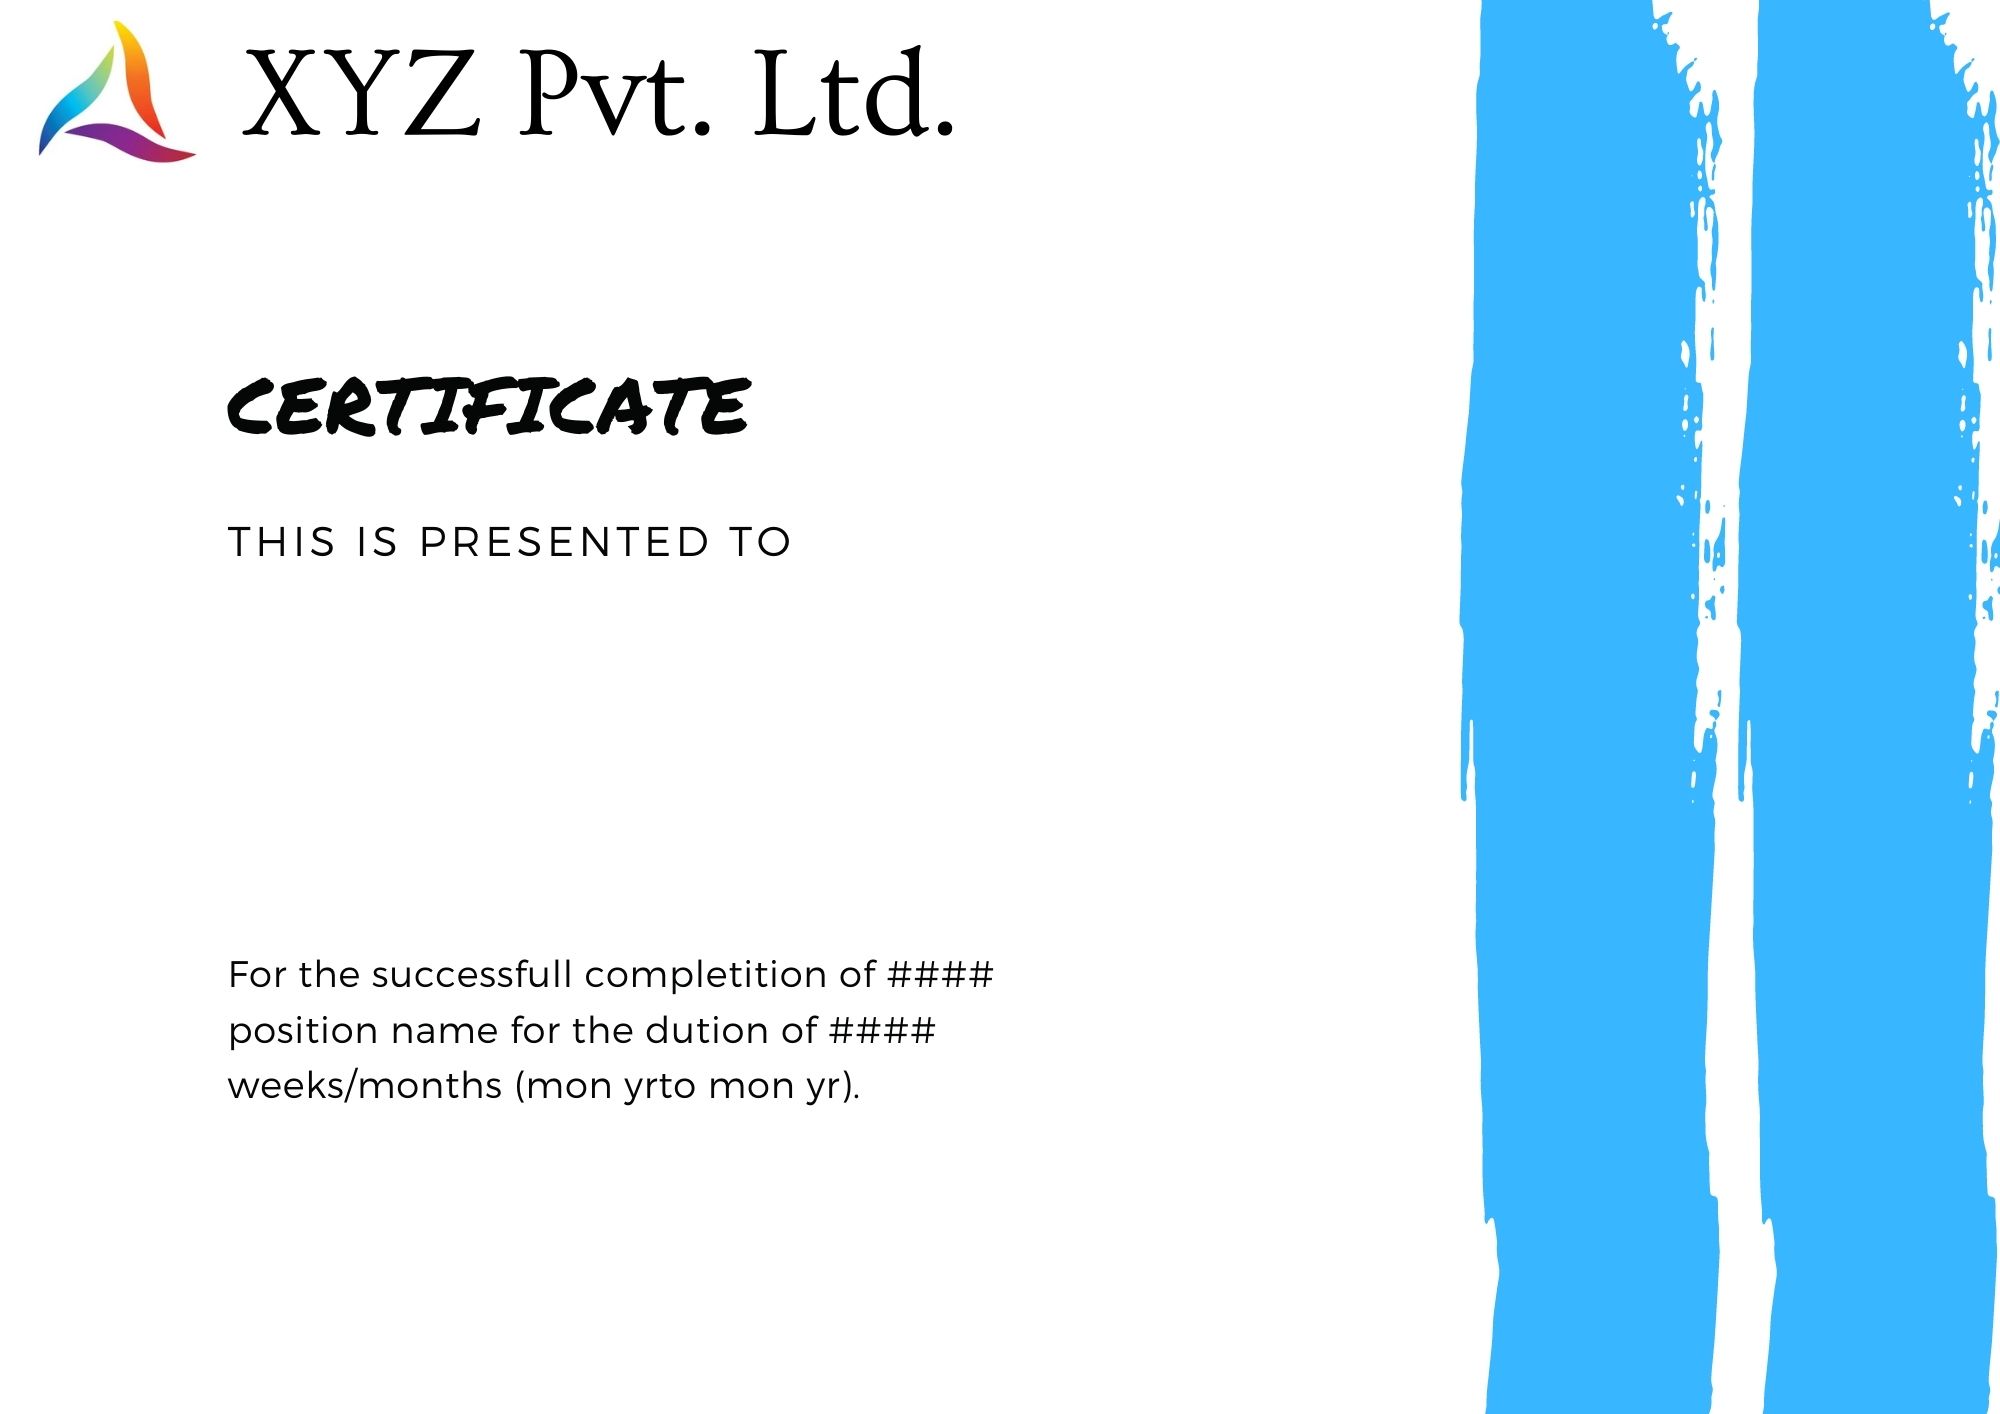 XYZ Pvt. Ltd.
CERTIFICATE
THIS IS PRESENTED TO
For the successfull completition of ####
position name for the dution of ####
weeks/months (mon yrto mon yr).